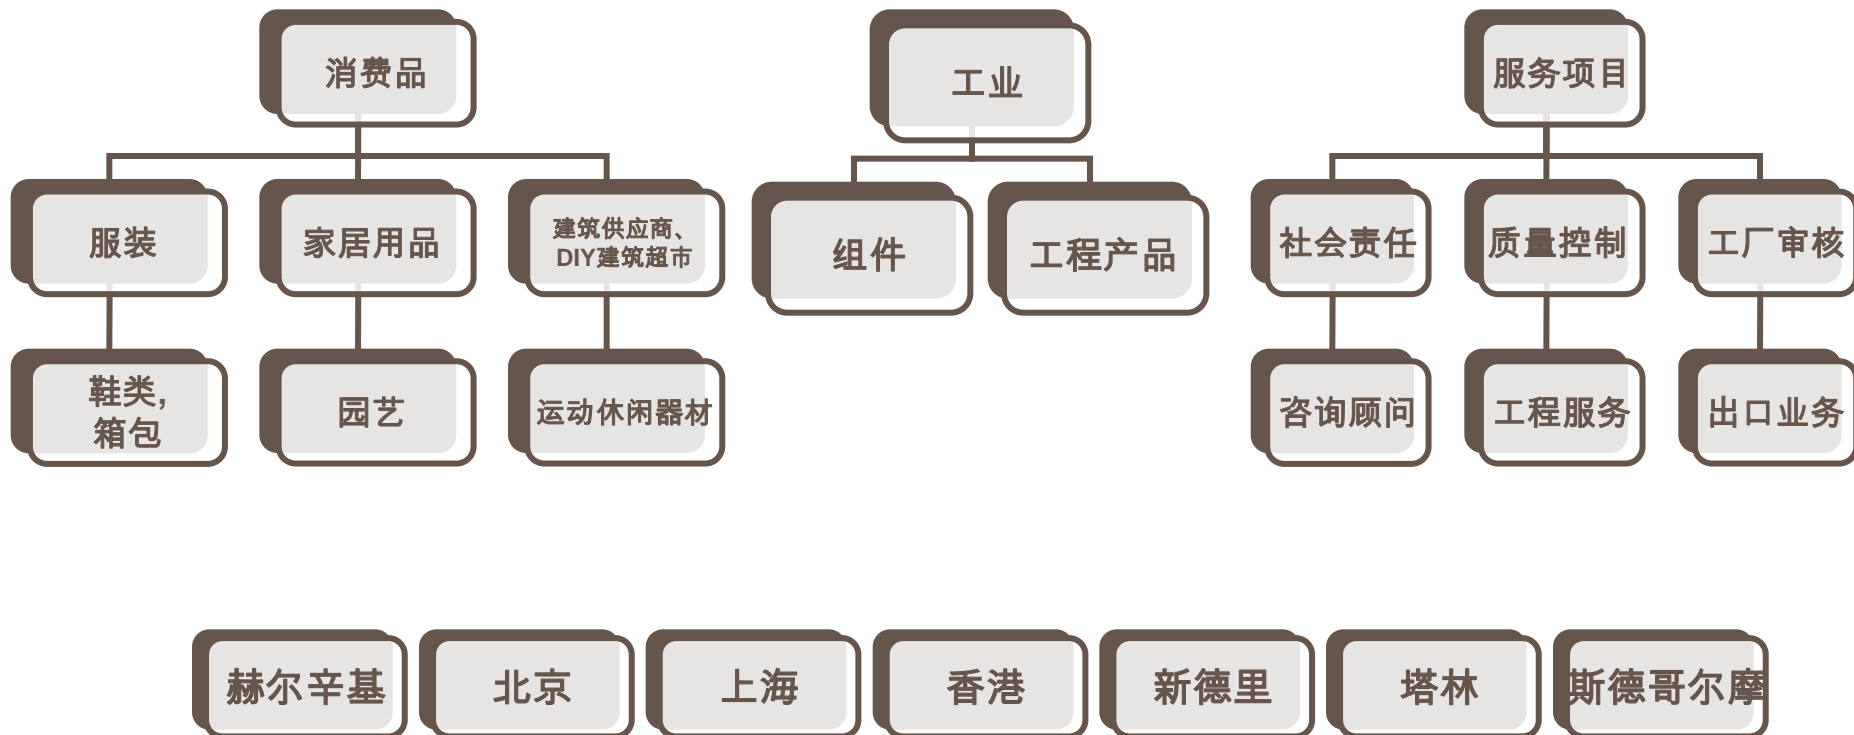 消费品
工业
服务项目
服装
家居用品
建筑供应商、
DIY建筑超市
组件
工程产品
社会责任
质量控制
工厂审核
鞋类,
箱包
园艺
运动休闲器材
咨询顾问
工程服务
出口业务
赫尔辛基
北京
上海
香港
新德里
塔林
斯德哥尔摩